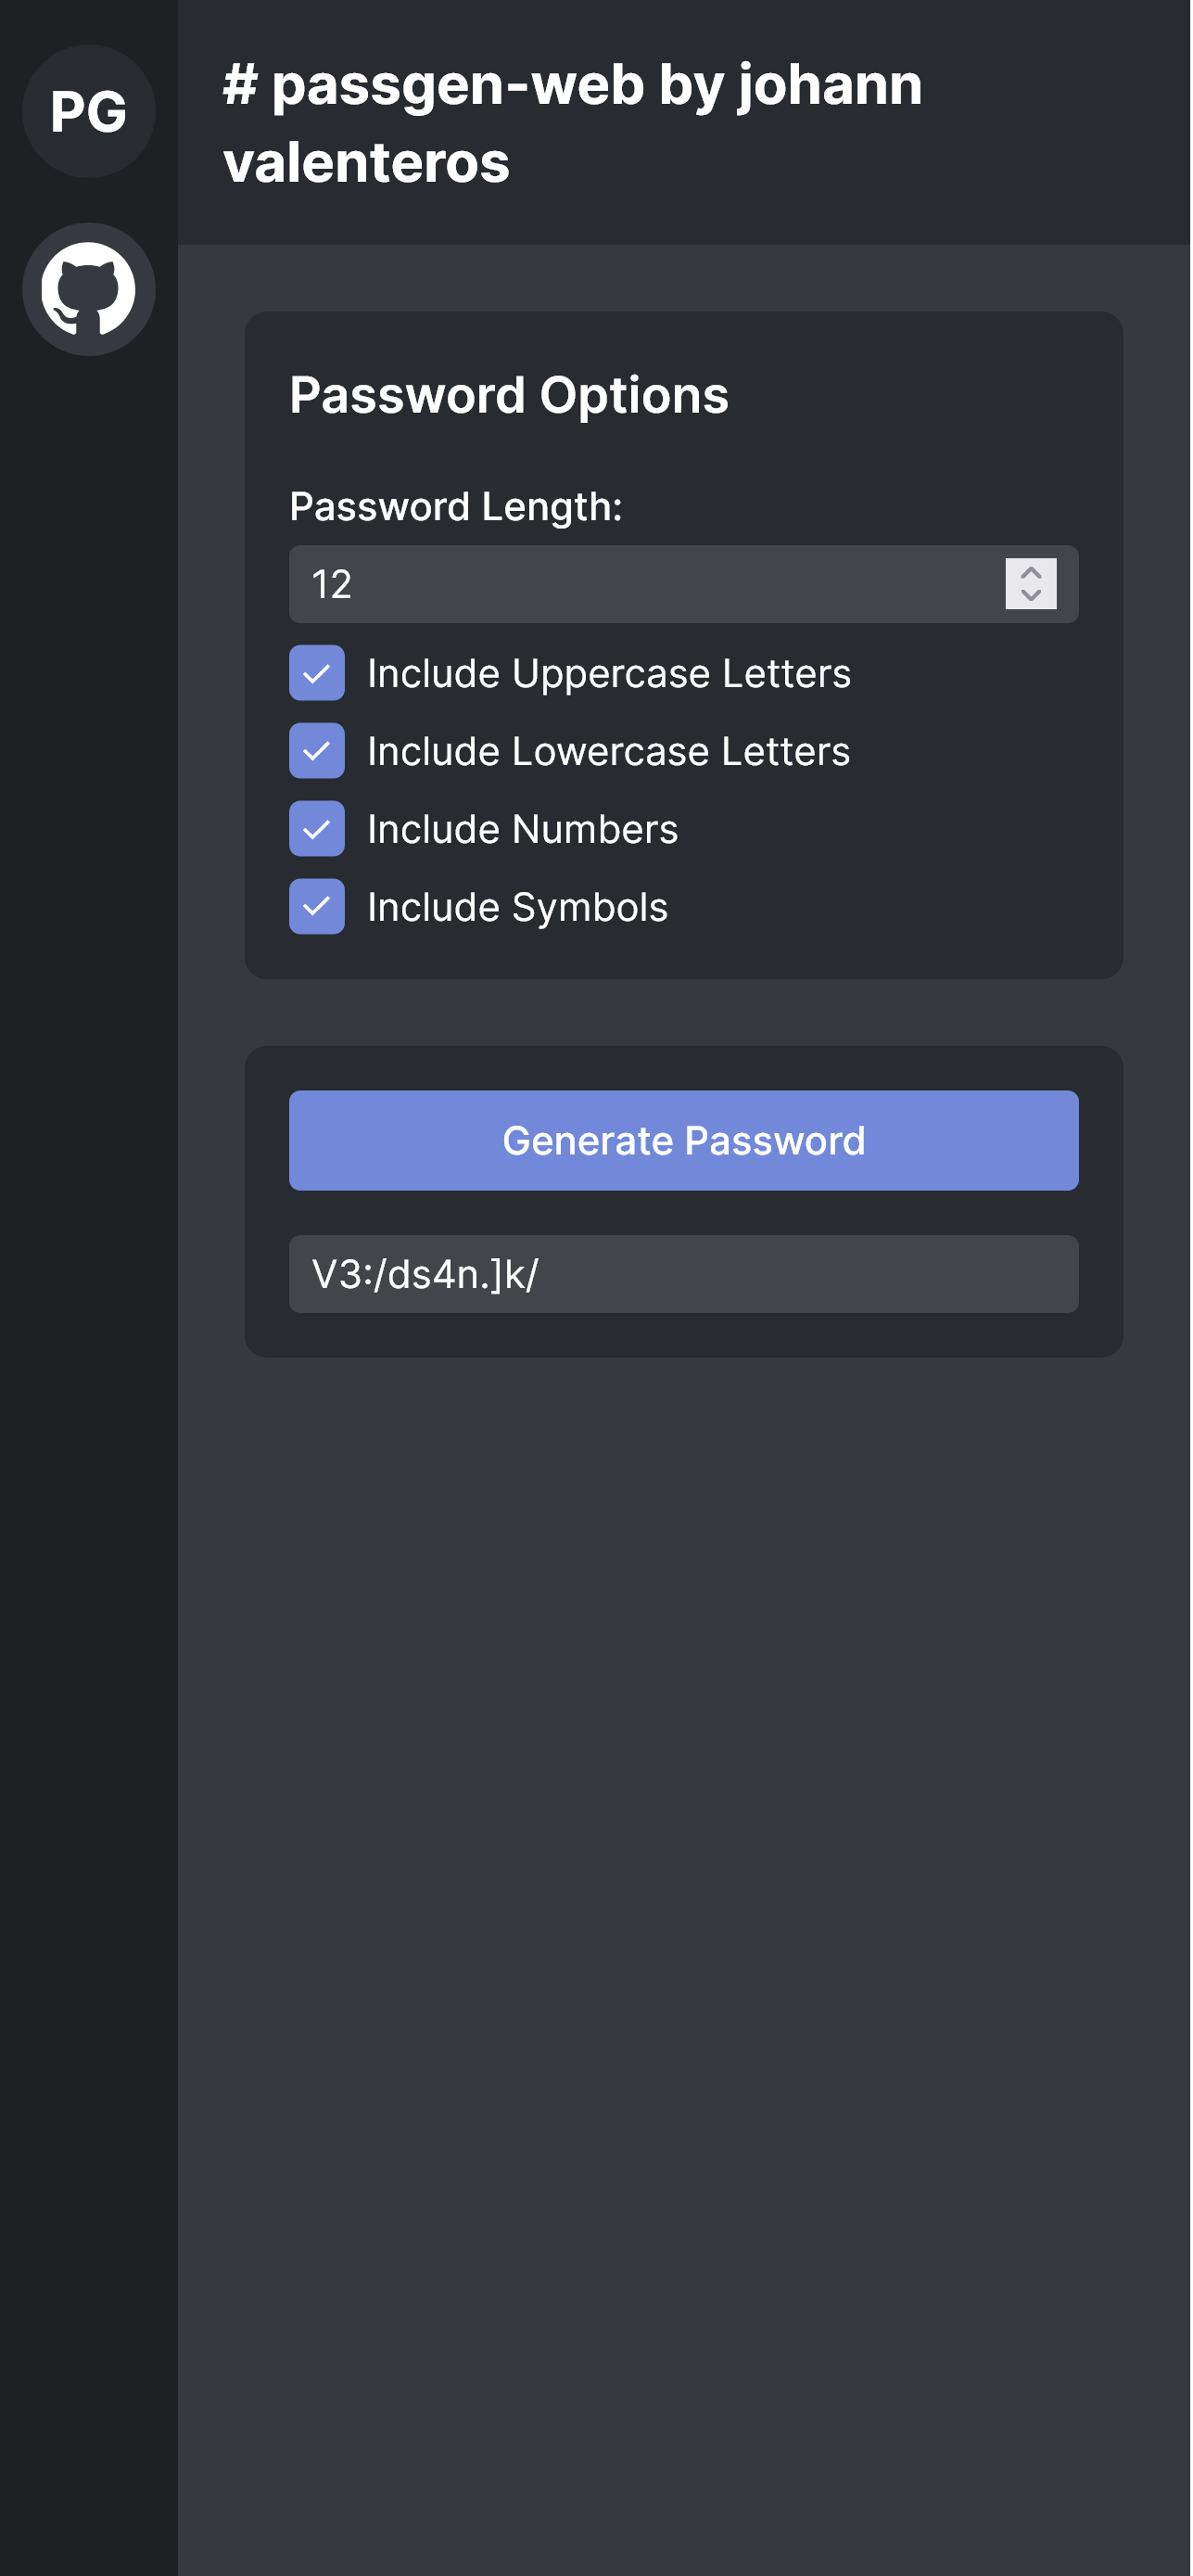 PG
# passgen-web by johann
valenteros
Password Options
Password Length:
12
Include Uppercase Letters
Include Lowercase Letters
Include Numbers
Include Symbols
Generate Password
V3:/ds4n.]k/